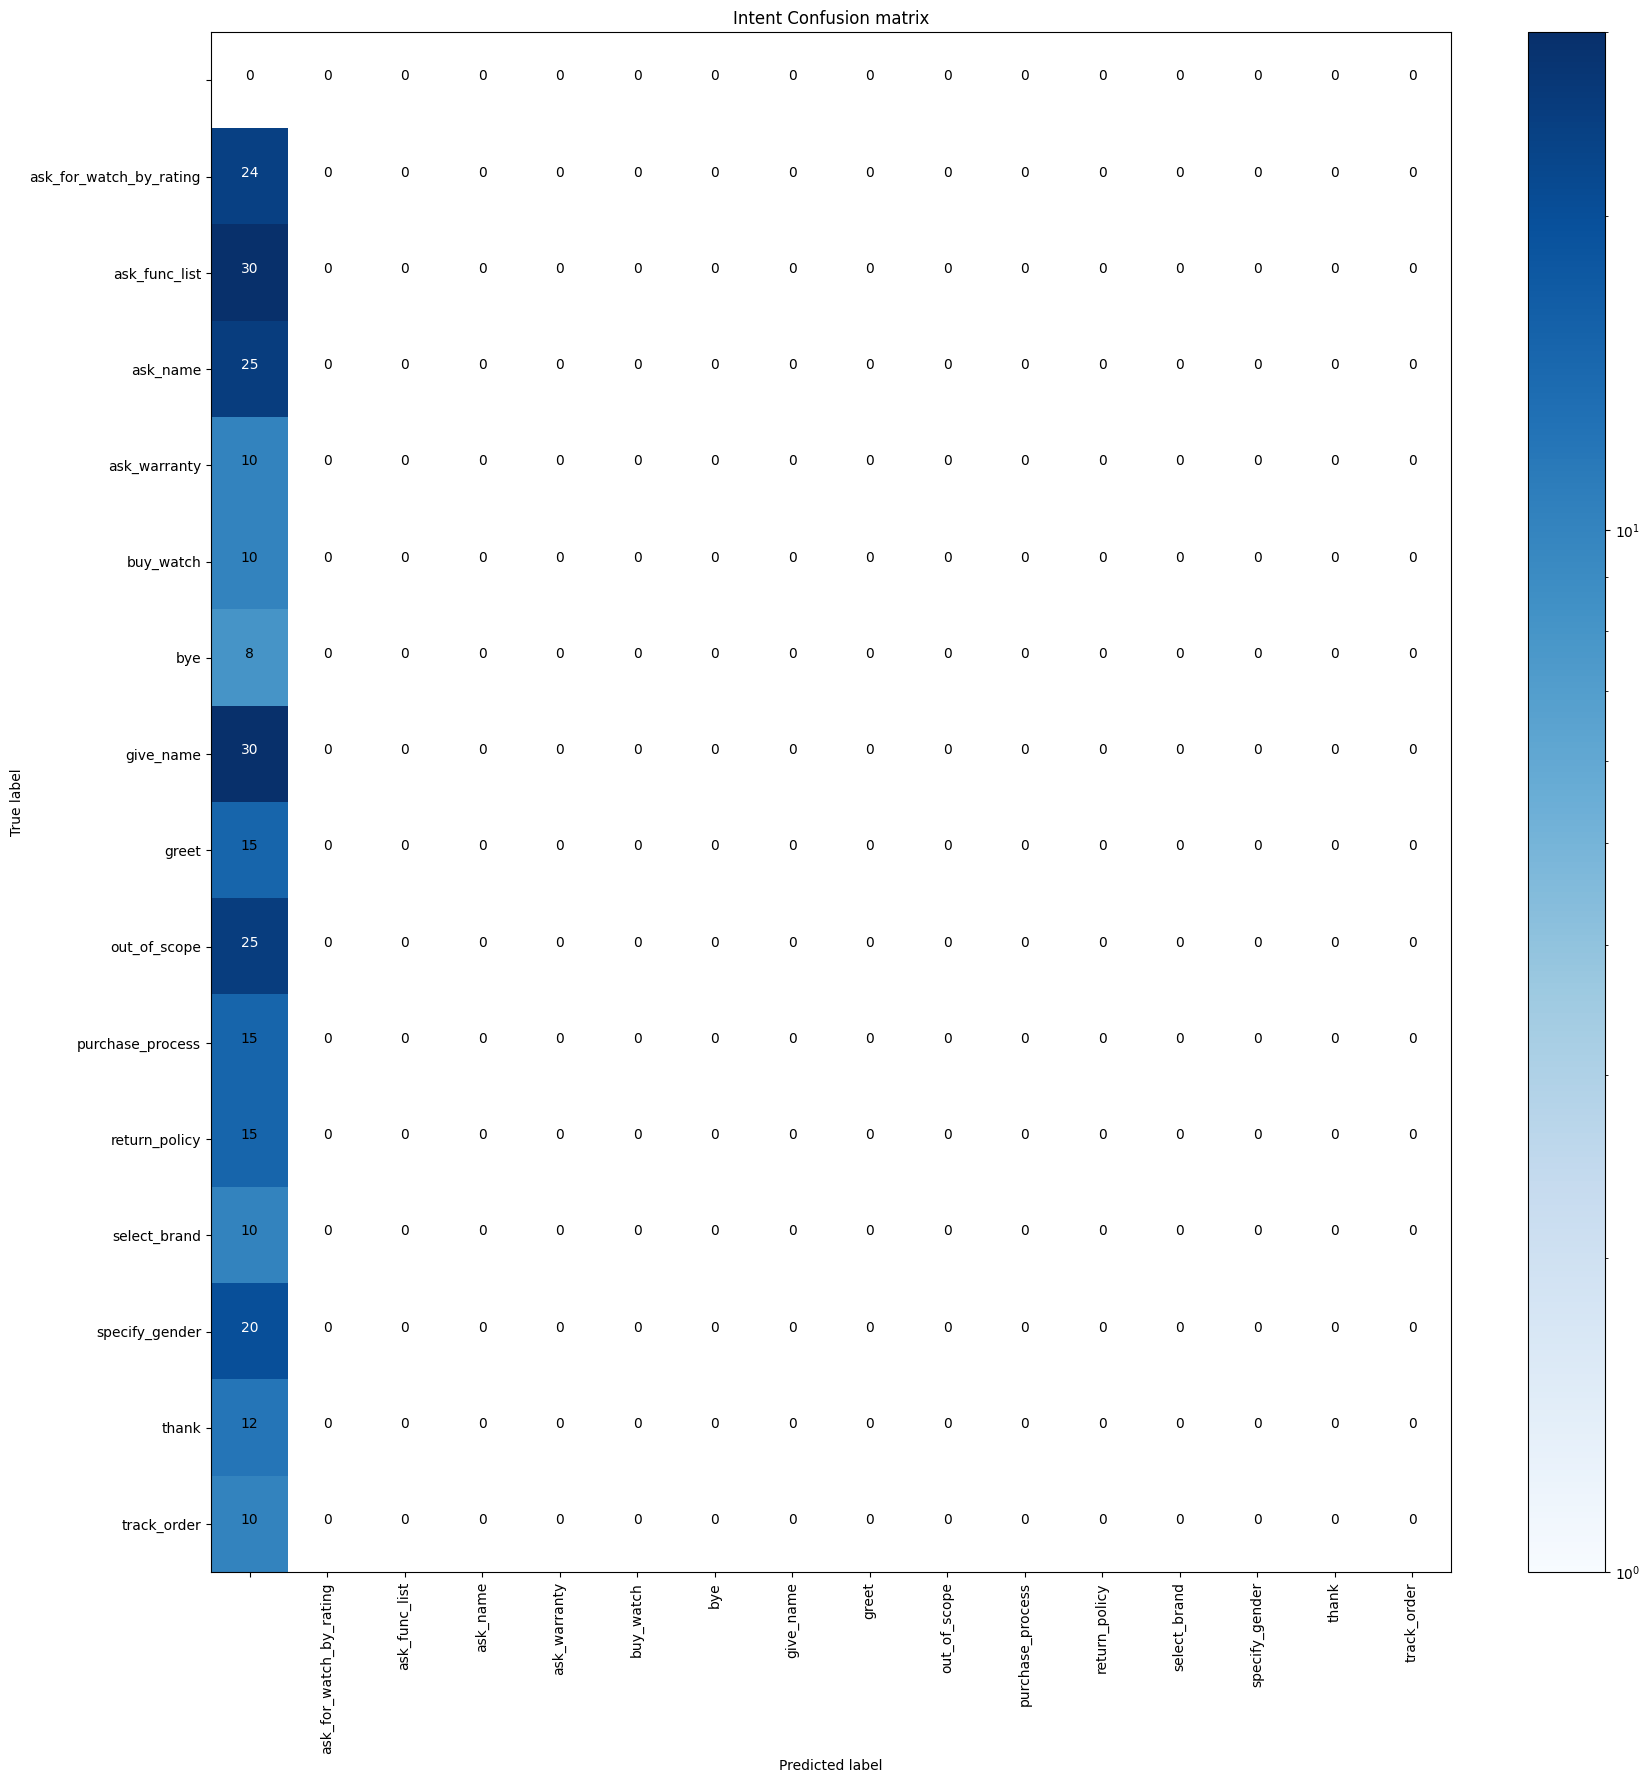 Intent Confusion matrix
0 0 0 0 0 0 0 0 0 0 0 0 0 0 0 0
ask_for_watch_by_rating 24 0 0 0 0 0 0 0 0 0 0 0 0 0 0 0
ask_func_list 30 0 0 0 0 0 0 0 0 0 0 0 0 0 0 0
ask_name 25 0 0 0 0 0 0 0 0 0 0 0 0 0 0 0
ask_warranty 10 0 0 0 0 0 0 0 0 0 0 0 0 0 0 0
buy_watch 10 0 0 0 0 0 0 0 0 0 0 0 0 0 0 0
bye 8 0 0 0 0 0 0 0 0 0 0 0 0 0 0 0
give_name 30 0 0 0 0 0 0 0 0 0 0 0 0 0 0 0
greet 15 0 0 0 0 0 0 0 0 0 0 0 0 0 0 0
out_of_scope 25 0 0 0 0 0 0 0 0 0 0 0 0 0 0 0
purchase_process 15 0 0 0 0 0 0 0 0 0 0 0 0 0 0 0
return_policy 15 0 0 0 0 0 0 0 0 0 0 0 0 0 0 0
select_brand 10 0 0 0 0 0 0 0 0 0 0 0 0 0 0 0
specify_gender 20 0 0 0 0 0 0 0 0 0 0 0 0 0 0 0
thank 12 0 0 0 0 0 0 0 0 0 0 0 0 0 0 0
track_order 10 0 0 0 0 0 0 0 0 0 0 0 0 0 0 0
True label
ask_for_watch_by_rating
ask_func_list
ask_name
ask_warranty
buy_watch
bye
give_name
greet
out_of_scope
purchase_process
return_policy
select_brand
specify_gender
thank
track_order
Predicted label
10¹
10⁰